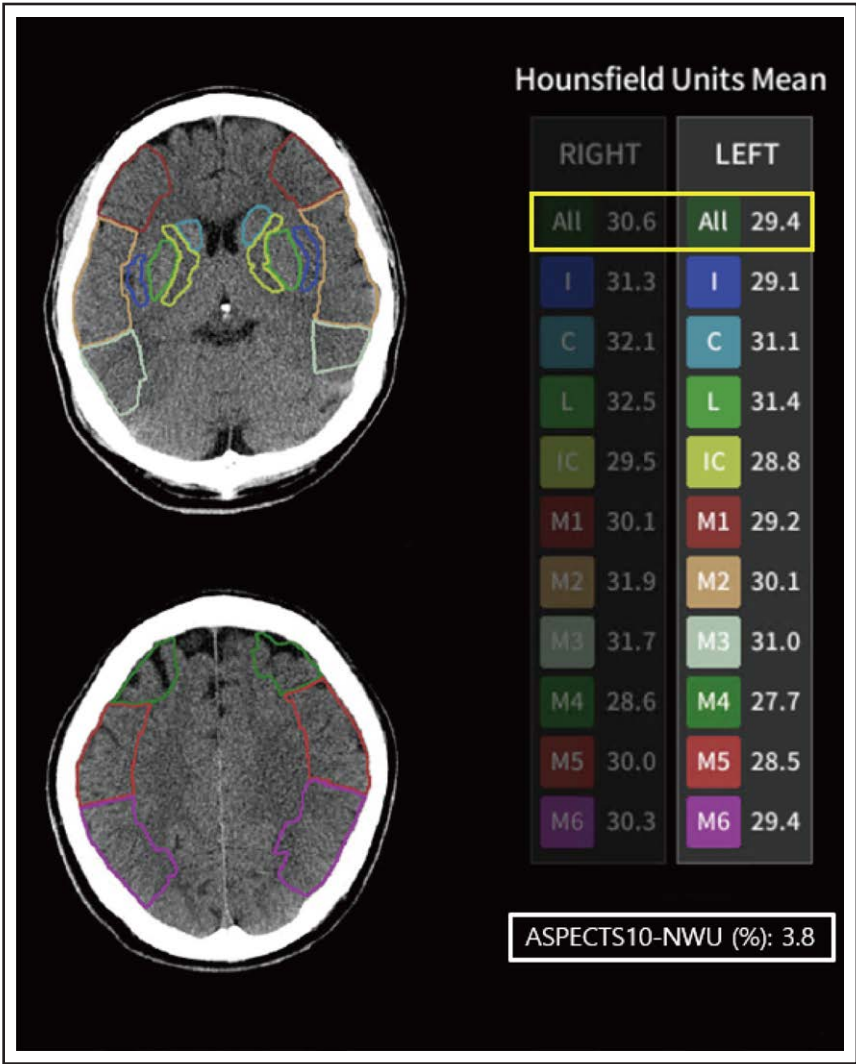 Hounsfield Units Mean
RIGHT LEFT
All 30.6 All 29.4
I 31.3 I 29.1
C 32.1 C 31.1
L 32.5 L 31.4
IC 29.5 IC 28.8
M1 30.1 M1 29.2
M2 31.9 M2 30.1
M3 31.7 M3 31.0
M4 28.6 M4 27.7
M5 30.0 M5 28.5
M6 30.3 M6 29.4
ASPECTS10-NWU (%): 3.8